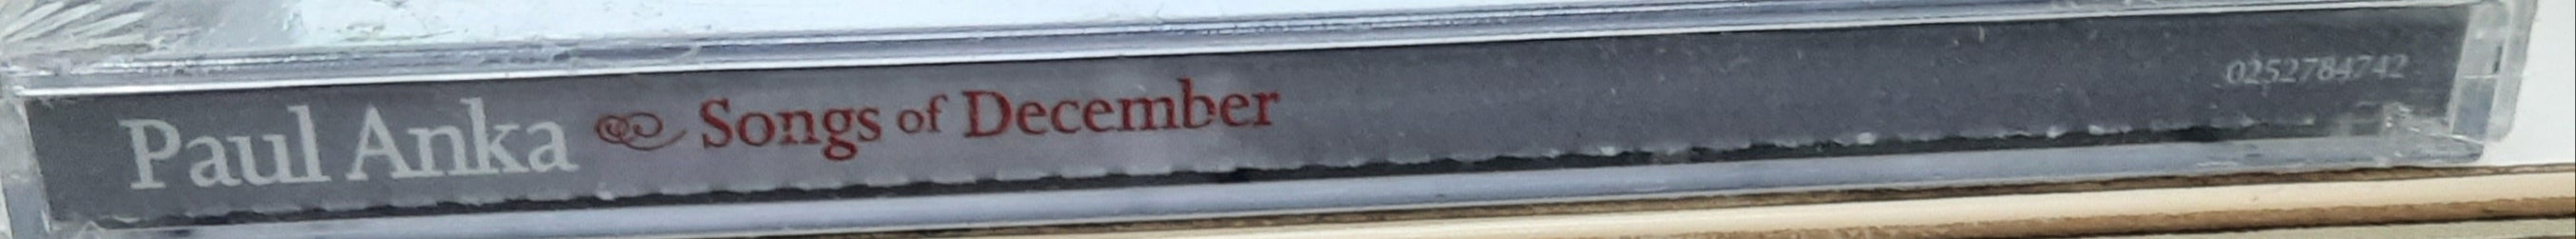 Paul Anka Songs of December 0252784742